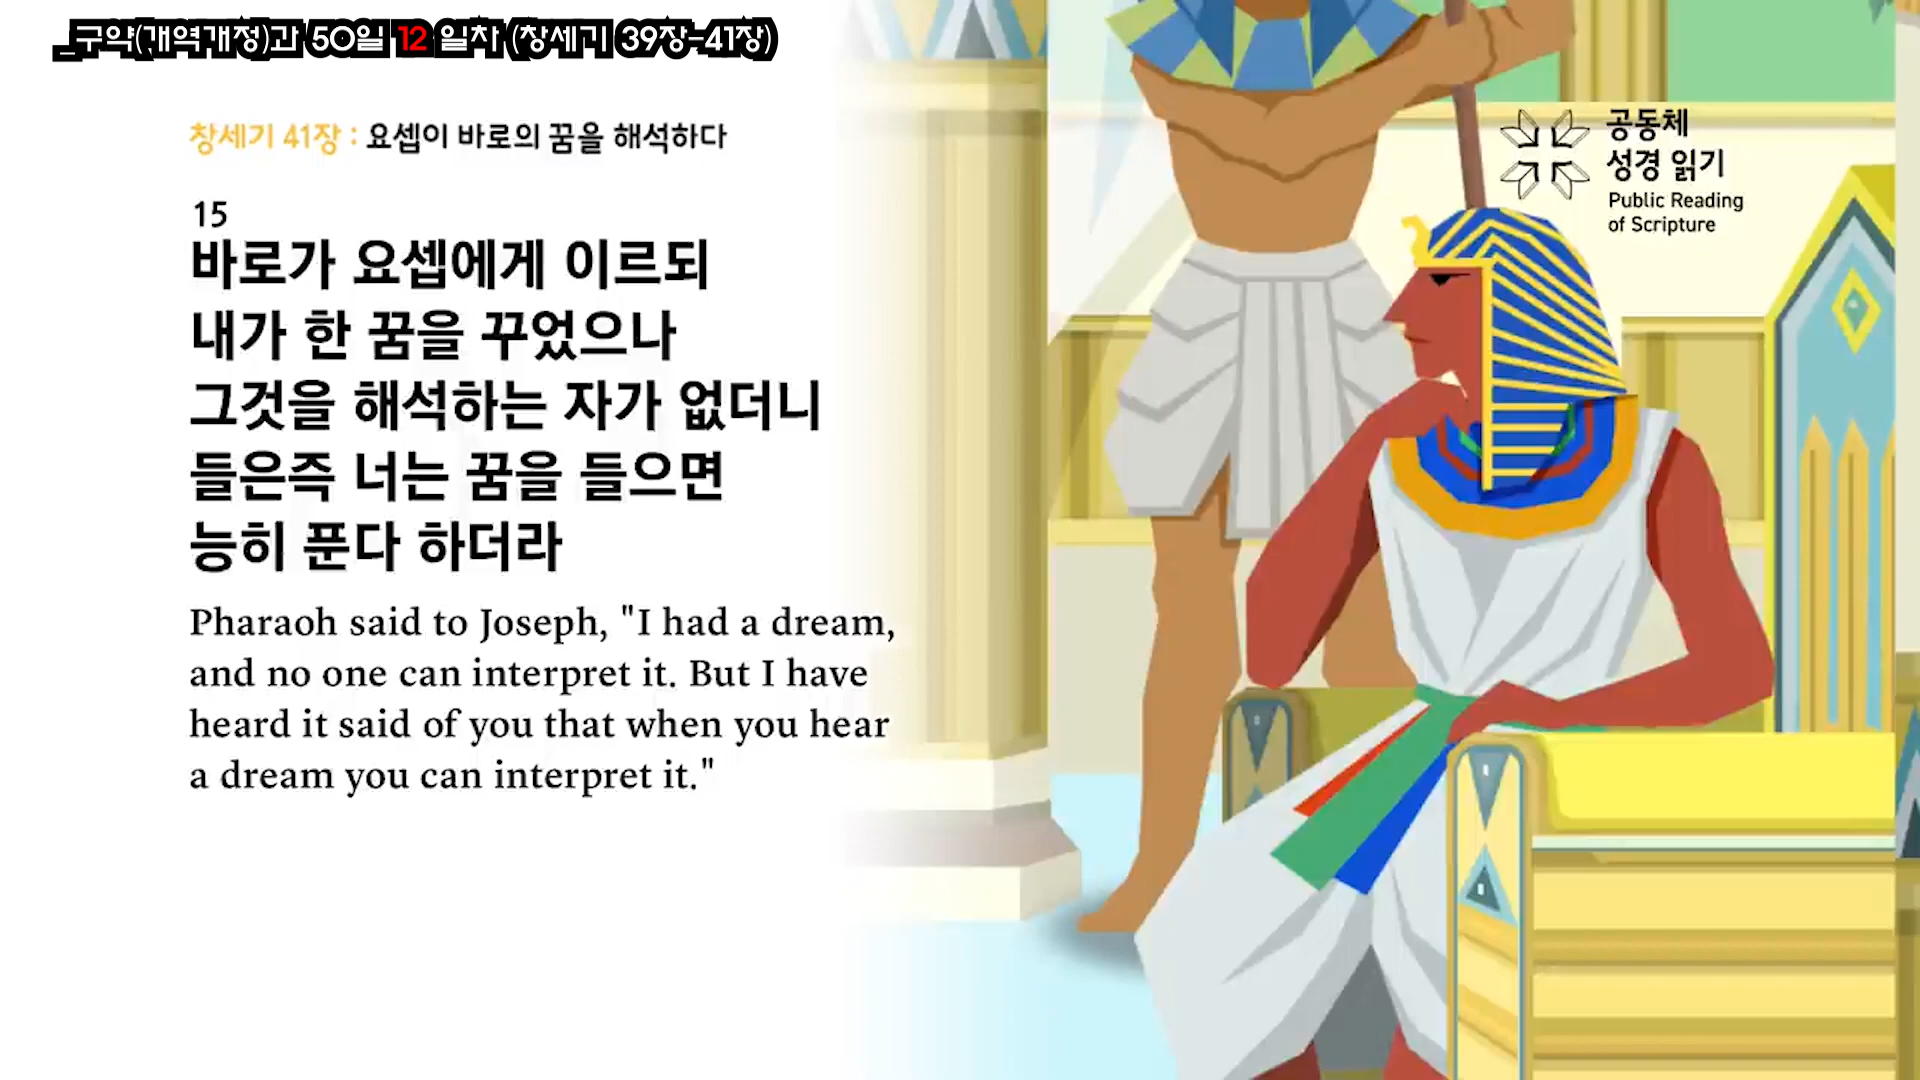 _구약(개역개정)과 50일 12 일차 (창세기 39장-41장)
창세기 41장 : 요셉이 바로의 꿈을 해석하다
공동체
성경 읽기
Public Reading
of Scripture
15
바로가 요셉에게 이르되
내가 한 꿈을 꾸었으나
그것을 해석하는 자가 없더니
들은즉 너는 꿈을 들으면
능히 푼다 하더라
Pharaoh said to Joseph, "I had a dream,
and no one can interpret it. But I have
heard it said of you that when you hear
a dream you can interpret it."